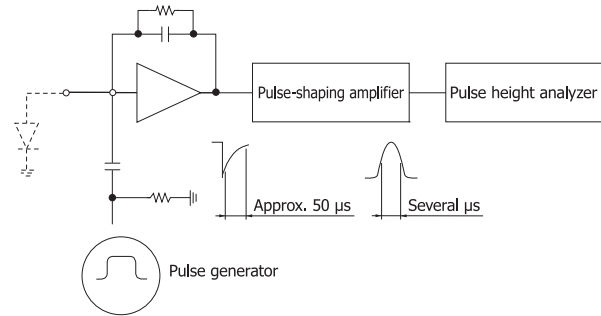 Pulse-shaping amplifier
Pulse height analyzer
Approx. 50 µs
Several µs
Pulse generator